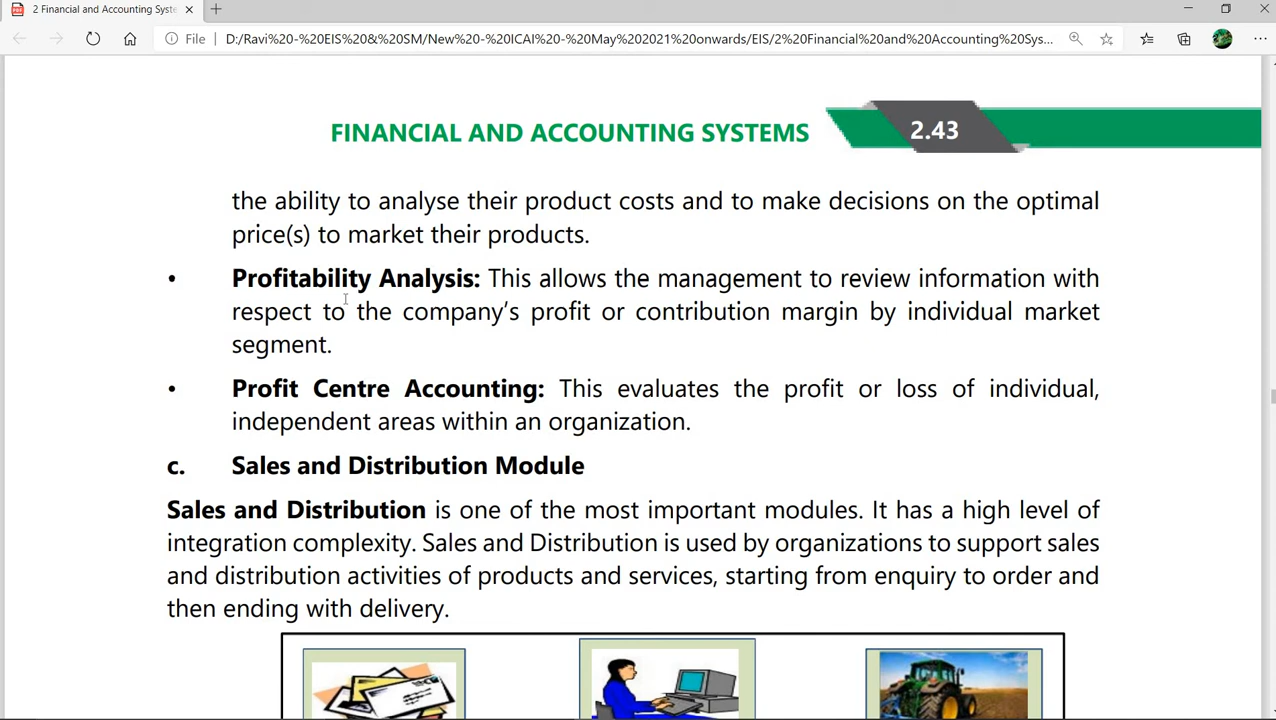 2 Financial and Accounting Syste
File
D:/Ravi%20-%20EIS%20&%20SM/New%20-%20ICAI%20-%20May%202021%20onwards/EIS/2%20Financial%20and%20Accounting%20Sys...
FINANCIAL AND ACCOUNTING SYSTEMS
2.43
the ability to analyse their product costs and to make decisions on the optimal
price(s) to market their products.
• Profitability Analysis: This allows the management to review information with
respect to the company’s profit or contribution margin by individual market
segment.
• Profit Centre Accounting: This evaluates the profit or loss of individual,
independent areas within an organization.
c. Sales and Distribution Module
Sales and Distribution is one of the most important modules. It has a high level of
integration complexity. Sales and Distribution is used by organizations to support sales
and distribution activities of products and services, starting from enquiry to order and
then ending with delivery.